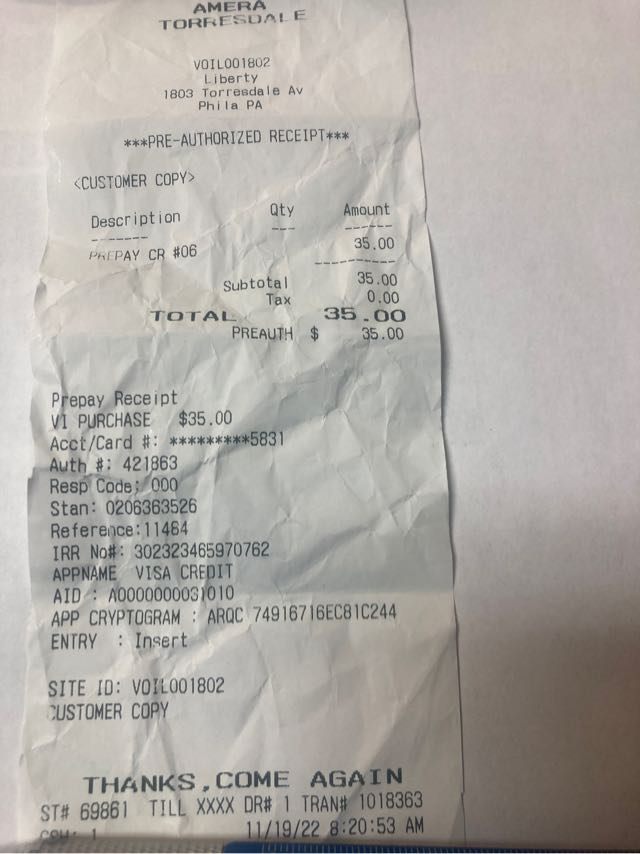 AMERA
TORRESDALE
VOIL001802
Liberty
1803 Torresdale Av
Phila PA
***PRE-AUTHORIZED RECEIPT***
<CUSTOMER COPY>
Description Qty Amount
------- --- ------
PREPAY CR #06 35.00
----------
Subtotal 35.00
Tax 0.00
TOTAL 35.00
PREAUTH $ 35.00
Prepay Receipt
VI PURCHASE $35.00
Acct/Card #: *********5831
Auth #: 421863
Resp Code: 000
Stan: 0206363526
Reference:11464
IRR No#: 302323465970762
APPNAME VISA CREDIT
AID : A0000000031010
APP CRYPTOGRAM : ARQC 74916716EC81C244
ENTRY : Insert
SITE ID: VOIL001802
CUSTOMER COPY
THANKS,COME AGAIN
ST# 69861 TILL XXXX DR# 1 TRAN# 1018363
CSH: 1 11/19/22 8:20:53 AM